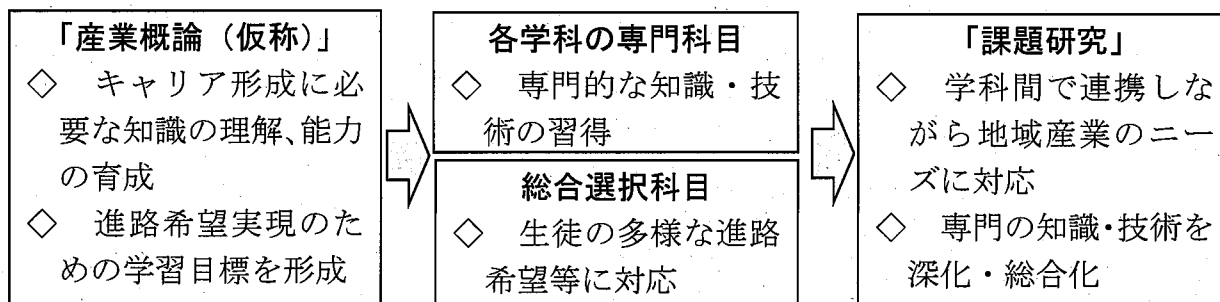 「産業概論(仮称)」
◇ キャリア形成に必
要な知識の理解、能力
の育成
◇ 進路希望実現のた
めの学習目標を形成
各学科の専門科目
◇ 専門的な知識・技
術の習得
総合選択科目
◇ 生徒の多様な進路
希望等に対応
「課題研究」
◇ 学科間で連携しな
がら地域産業のニー
ズに対応
◇ 専門の知識・技術を
深化・総合化